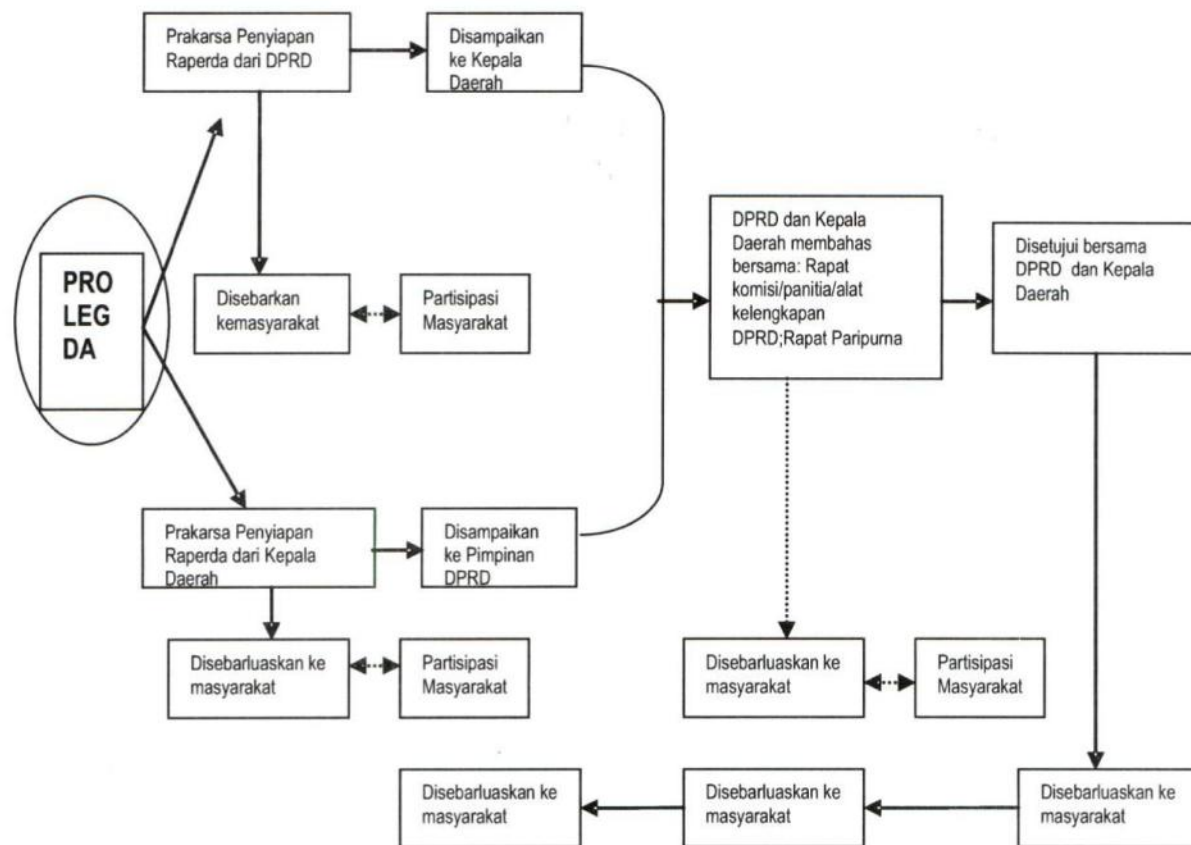 Prakarsa Penyiapan
Raperda dari DPRD
Disampaikan
ke Kepala
Daerah
PRO
LEG
DA
Disebarkan
kemasyarakat
Partisipasi
Masyarakat
DPRD dan Kepala
Daerah membahas
bersama: Rapat
komisi/panitia/alat
kelengkapan
DPRD;Rapat Paripurna
Disetujui bersama
DPRD dan Kepala
Daerah
Prakarsa Penyiapan
Raperda dari Kepala
Daerah
Disampaikan
ke Pimpinan
DPRD
Disebarluaskan ke
masyarakat
Partisipasi
Masyarakat
Disebarluaskan ke
masyarakat
Partisipasi
Masyarakat
Disebarluaskan ke
masyarakat
Disebarluaskan ke
masyarakat
Disebarluaskan ke
masyarakat